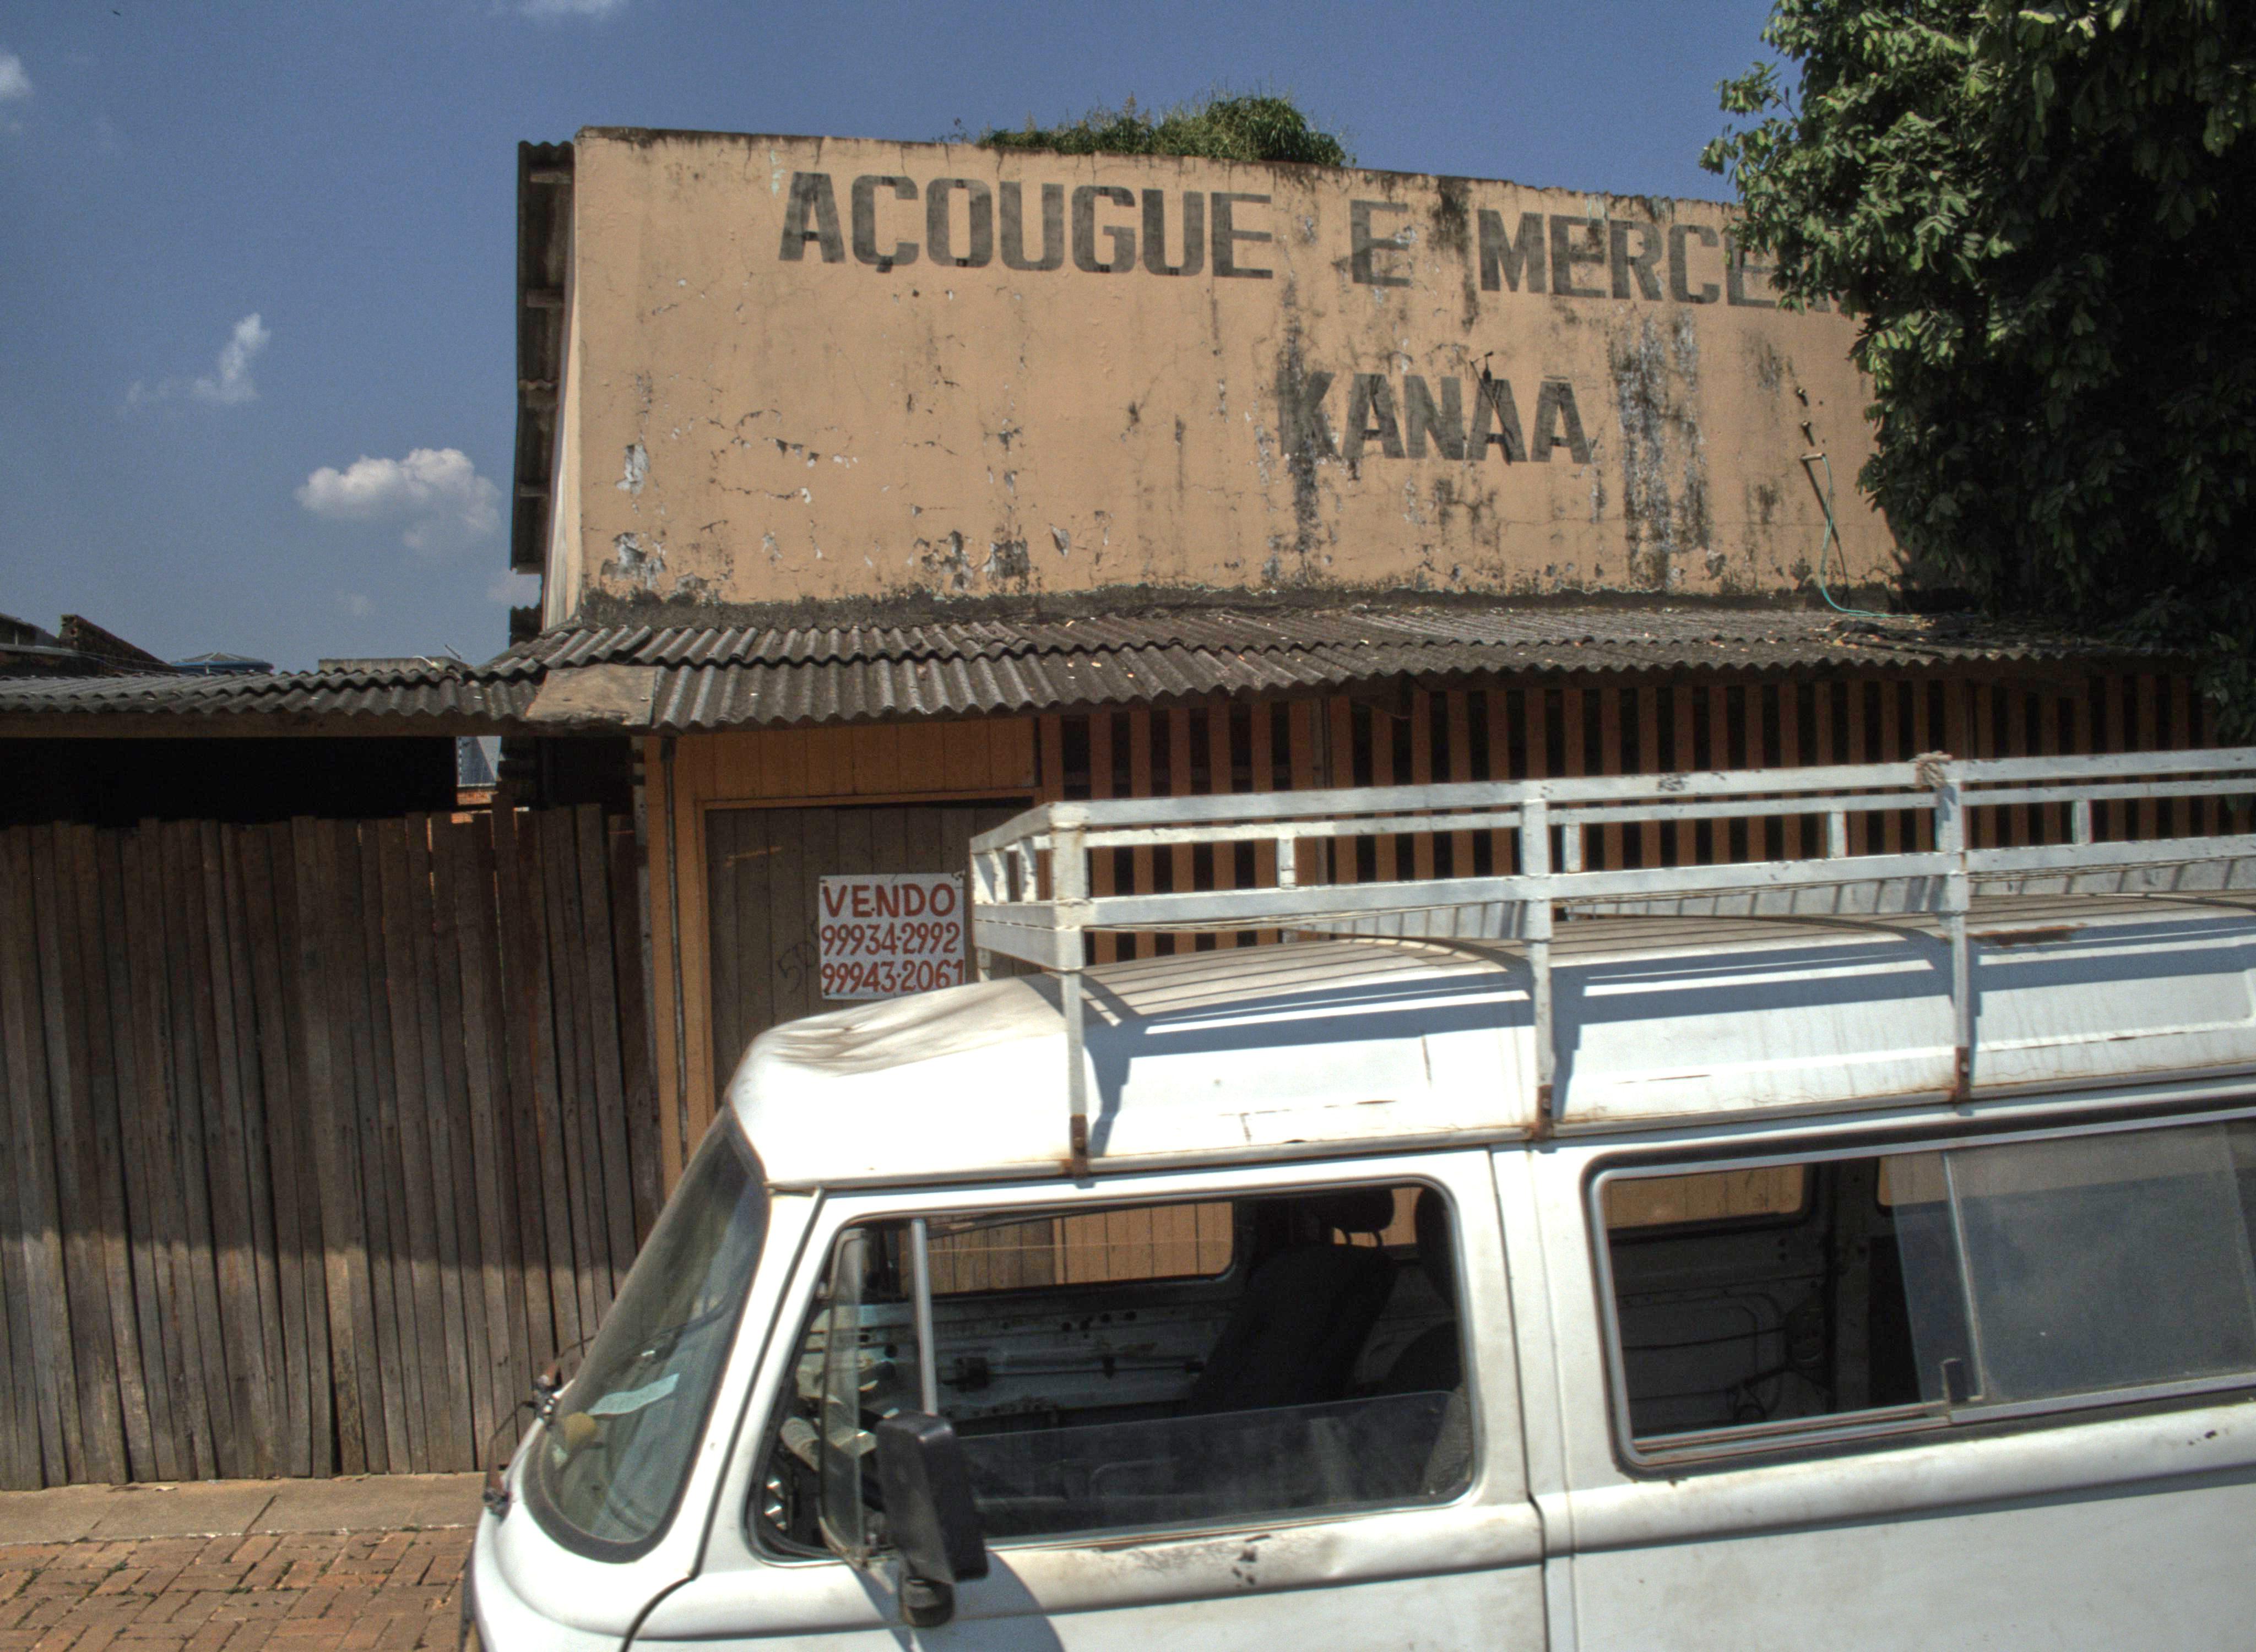 AÇOUGUE E MERCE
KANAA
VENDO
99934-2992
99943-2061